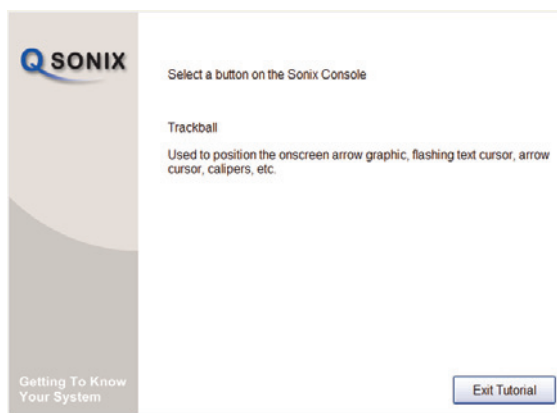 Q SONIX
Select a button on the Sonix Console
Trackball
Used to position the onscreen arrow graphic, flashing text cursor, arrow
cursor, calipers, etc.
Getting To Know
Your System
Exit Tutorial